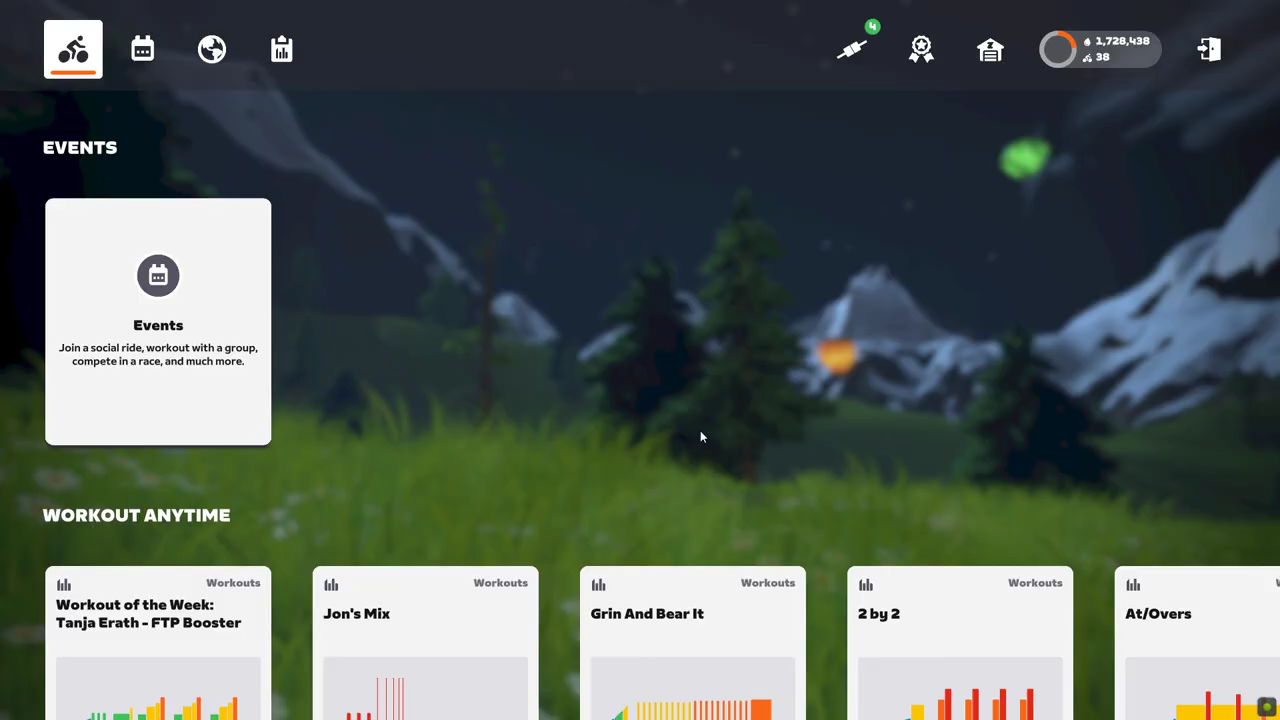 4
1,728,438
38
EVENTS
Events
Join a social ride, workout with a group,
compete in a race, and much more.
WORKOUT ANYTIME
Workouts
Workout of the Week:
Tanja Erath - FTP Booster
Workouts
Jon's Mix
Workouts
Grin And Bear It
Workouts
2 by 2
At/Overs